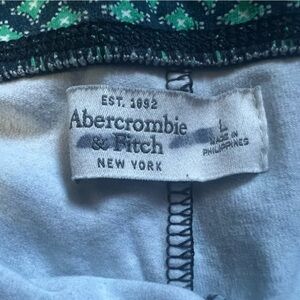 EST. 1892
Abercrombie
& Fitch
NEW YORK
L
MADE IN
PHILIPPINES